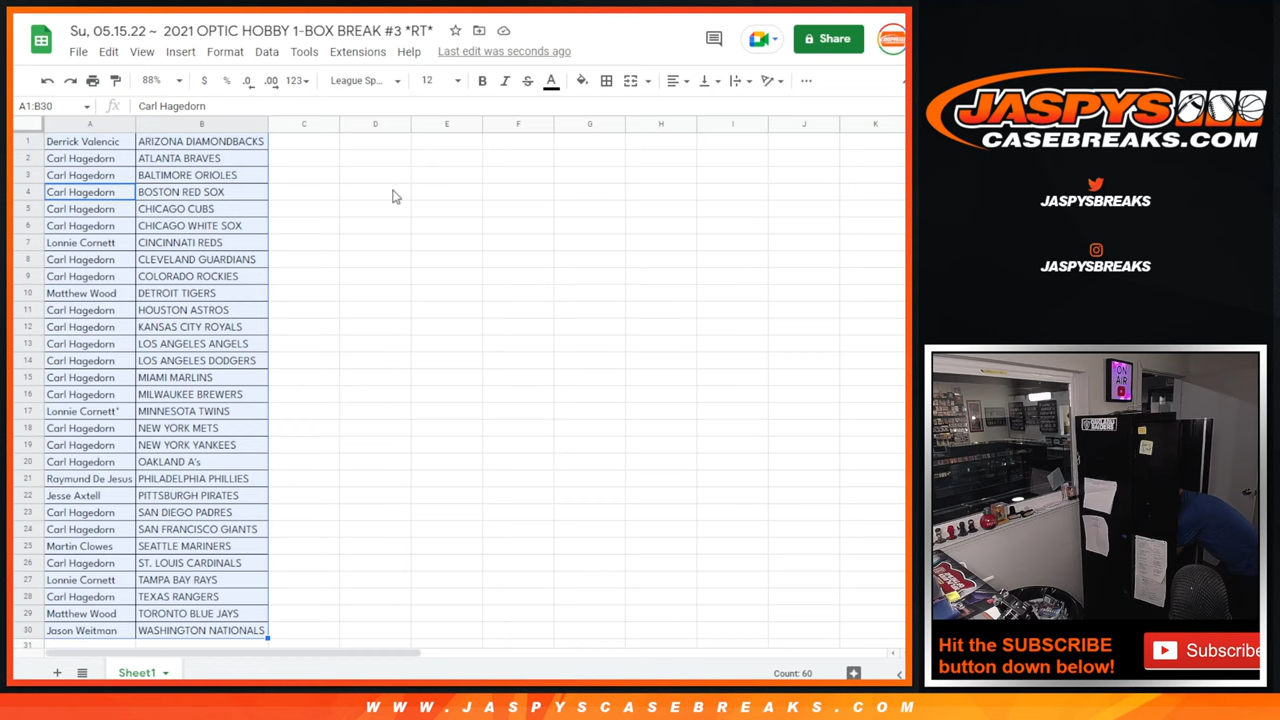 Su, 05.15.22 ~ 2021 OPTIC HOBBY 1-BOX BREAK #3 *RT*
File Edit View Insert Format Data Tools Extensions Help Last edit was seconds ago
Share
88% $ % .0 .00 123 League Sp... 12 B I S A
A1:B30 fx Carl Hagedorn
A B C D E F G H I J K
1 Derrick Valencic ARIZONA DIAMONDBACKS
2 Carl Hagedorn ATLANTA BRAVES
3 Carl Hagedorn BALTIMORE ORIOLES
4 Carl Hagedorn BOSTON RED SOX
5 Carl Hagedorn CHICAGO CUBS
6 Carl Hagedorn CHICAGO WHITE SOX
7 Lonnie Cornett CINCINNATI REDS
8 Carl Hagedorn CLEVELAND GUARDIANS
9 Carl Hagedorn COLORADO ROCKIES
10 Matthew Wood DETROIT TIGERS
11 Carl Hagedorn HOUSTON ASTROS
12 Carl Hagedorn KANSAS CITY ROYALS
13 Carl Hagedorn LOS ANGELES ANGELS
14 Carl Hagedorn LOS ANGELES DODGERS
15 Carl Hagedorn MIAMI MARLINS
16 Carl Hagedorn MILWAUKEE BREWERS
17 Lonnie Cornett* MINNESOTA TWINS
18 Carl Hagedorn NEW YORK METS
19 Carl Hagedorn NEW YORK YANKEES
20 Carl Hagedorn OAKLAND A's
21 Raymund De Jesus PHILADELPHIA PHILLIES
22 Jesse Axtell PITTSBURGH PIRATES
23 Carl Hagedorn SAN DIEGO PADRES
24 Carl Hagedorn SAN FRANCISCO GIANTS
25 Martin Clowes SEATTLE MARINERS
26 Carl Hagedorn ST. LOUIS CARDINALS
27 Lonnie Cornett TAMPA BAY RAYS
28 Carl Hagedorn TEXAS RANGERS
29 Matthew Wood TORONTO BLUE JAYS
30 Jason Weitman WASHINGTON NATIONALS
31
Sheet1 Count: 60
JASPYS
CASEBREAKS.COM
JASPYSBREAKS
JASPYSBREAKS
ON
AIR
Hit the SUBSCRIBE
button down below!
Subscribe
WWW.JASPYSCASEBREAKS.COM